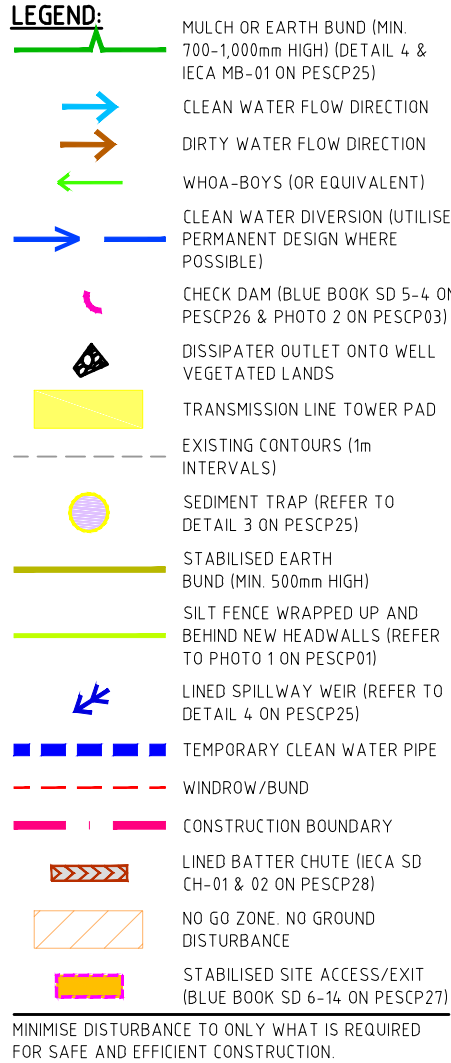 LEGEND:
MULCH OR EARTH BUND (MIN.
700-1,000mm HIGH) (DETAIL 4 &
IECA MB-01 ON PESCP25)
CLEAN WATER FLOW DIRECTION
DIRTY WATER FLOW DIRECTION
WHOA-BOYS (OR EQUIVALENT)
CLEAN WATER DIVERSION (UTILISE
PERMANENT DESIGN WHERE
POSSIBLE)
CHECK DAM (BLUE BOOK SD 5-4 ON
PESCP26 & PHOTO 2 ON PESCP03)
DISSIPATER OUTLET ONTO WELL
VEGETATED LANDS
TRANSMISSION LINE TOWER PAD
EXISTING CONTOURS (1m
INTERVALS)
SEDIMENT TRAP (REFER TO
DETAIL 3 ON PESCP25)
STABILISED EARTH
BUND (MIN. 500mm HIGH)
SILT FENCE WRAPPED UP AND
BEHIND NEW HEADWALLS (REFER
TO PHOTO 1 ON PESCP01)
LINED SPILLWAY WEIR (REFER TO
DETAIL 4 ON PESCP25)
TEMPORARY CLEAN WATER PIPE
WINDROW/BUND
CONSTRUCTION BOUNDARY
LINED BATTER CHUTE (IECA SD
CH-01 & 02 ON PESCP28)
NO GO ZONE. NO GROUND
DISTURBANCE
STABILISED SITE ACCESS/EXIT
(BLUE BOOK SD 6-14 ON PESCP27)
MINIMISE DISTURBANCE TO ONLY WHAT IS REQUIRED
FOR SAFE AND EFFICIENT CONSTRUCTION.